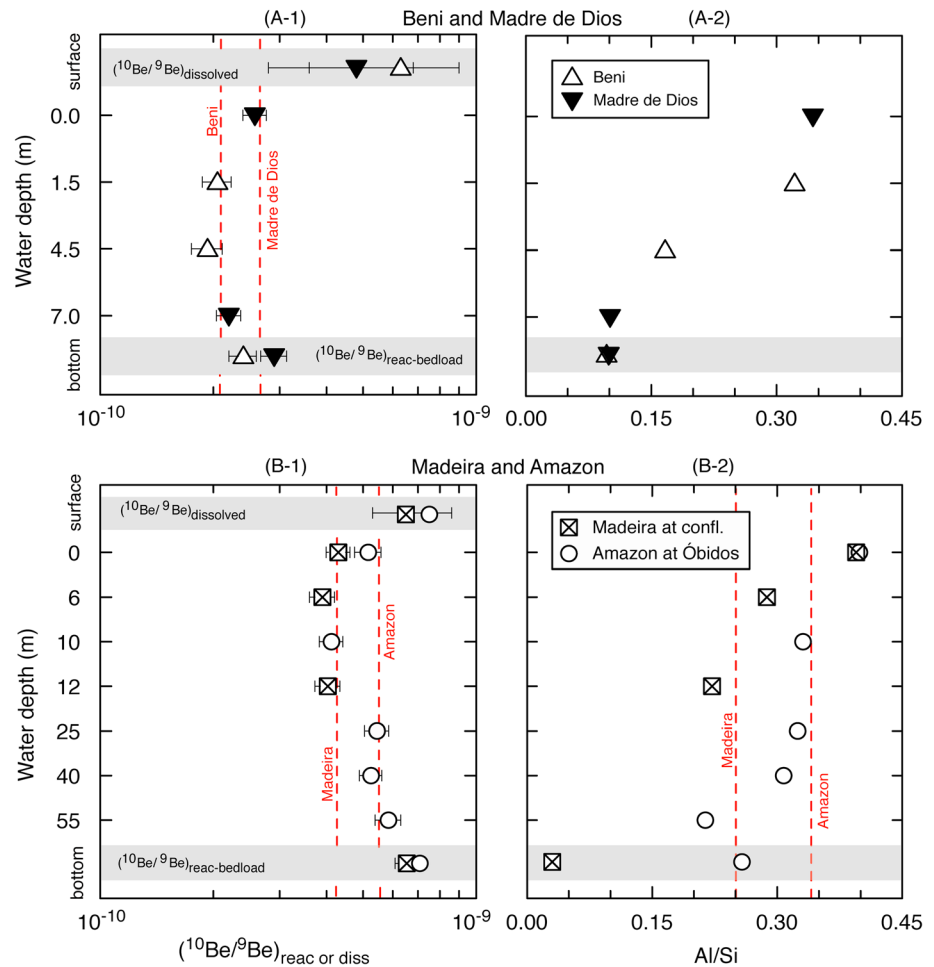 (A-1) Beni and Madre de Dios (A-2)
surface
(10Be/ 9Be)dissolved
Beni
Madre de Dios
0.0
1.5
4.5
7.0
bottom
Water depth (m)
(10Be/ 9Be)reac-bedload
10-10 10-9
Beni
Madre de Dios
0.00 0.15 0.30 0.45
(B-1) Madeira and Amazon (B-2)
surface
(10Be/ 9Be)dissolved
0
6
10
12
25
40
55
bottom
Water depth (m)
Madeira
Amazon
(10Be/ 9Be)reac-bedload
10-10 10-9
(10Be/9Be)reac or diss
Madeira at confl.
Amazon at Óbidos
Madeira
Amazon
0.00 0.15 0.30 0.45
Al/Si